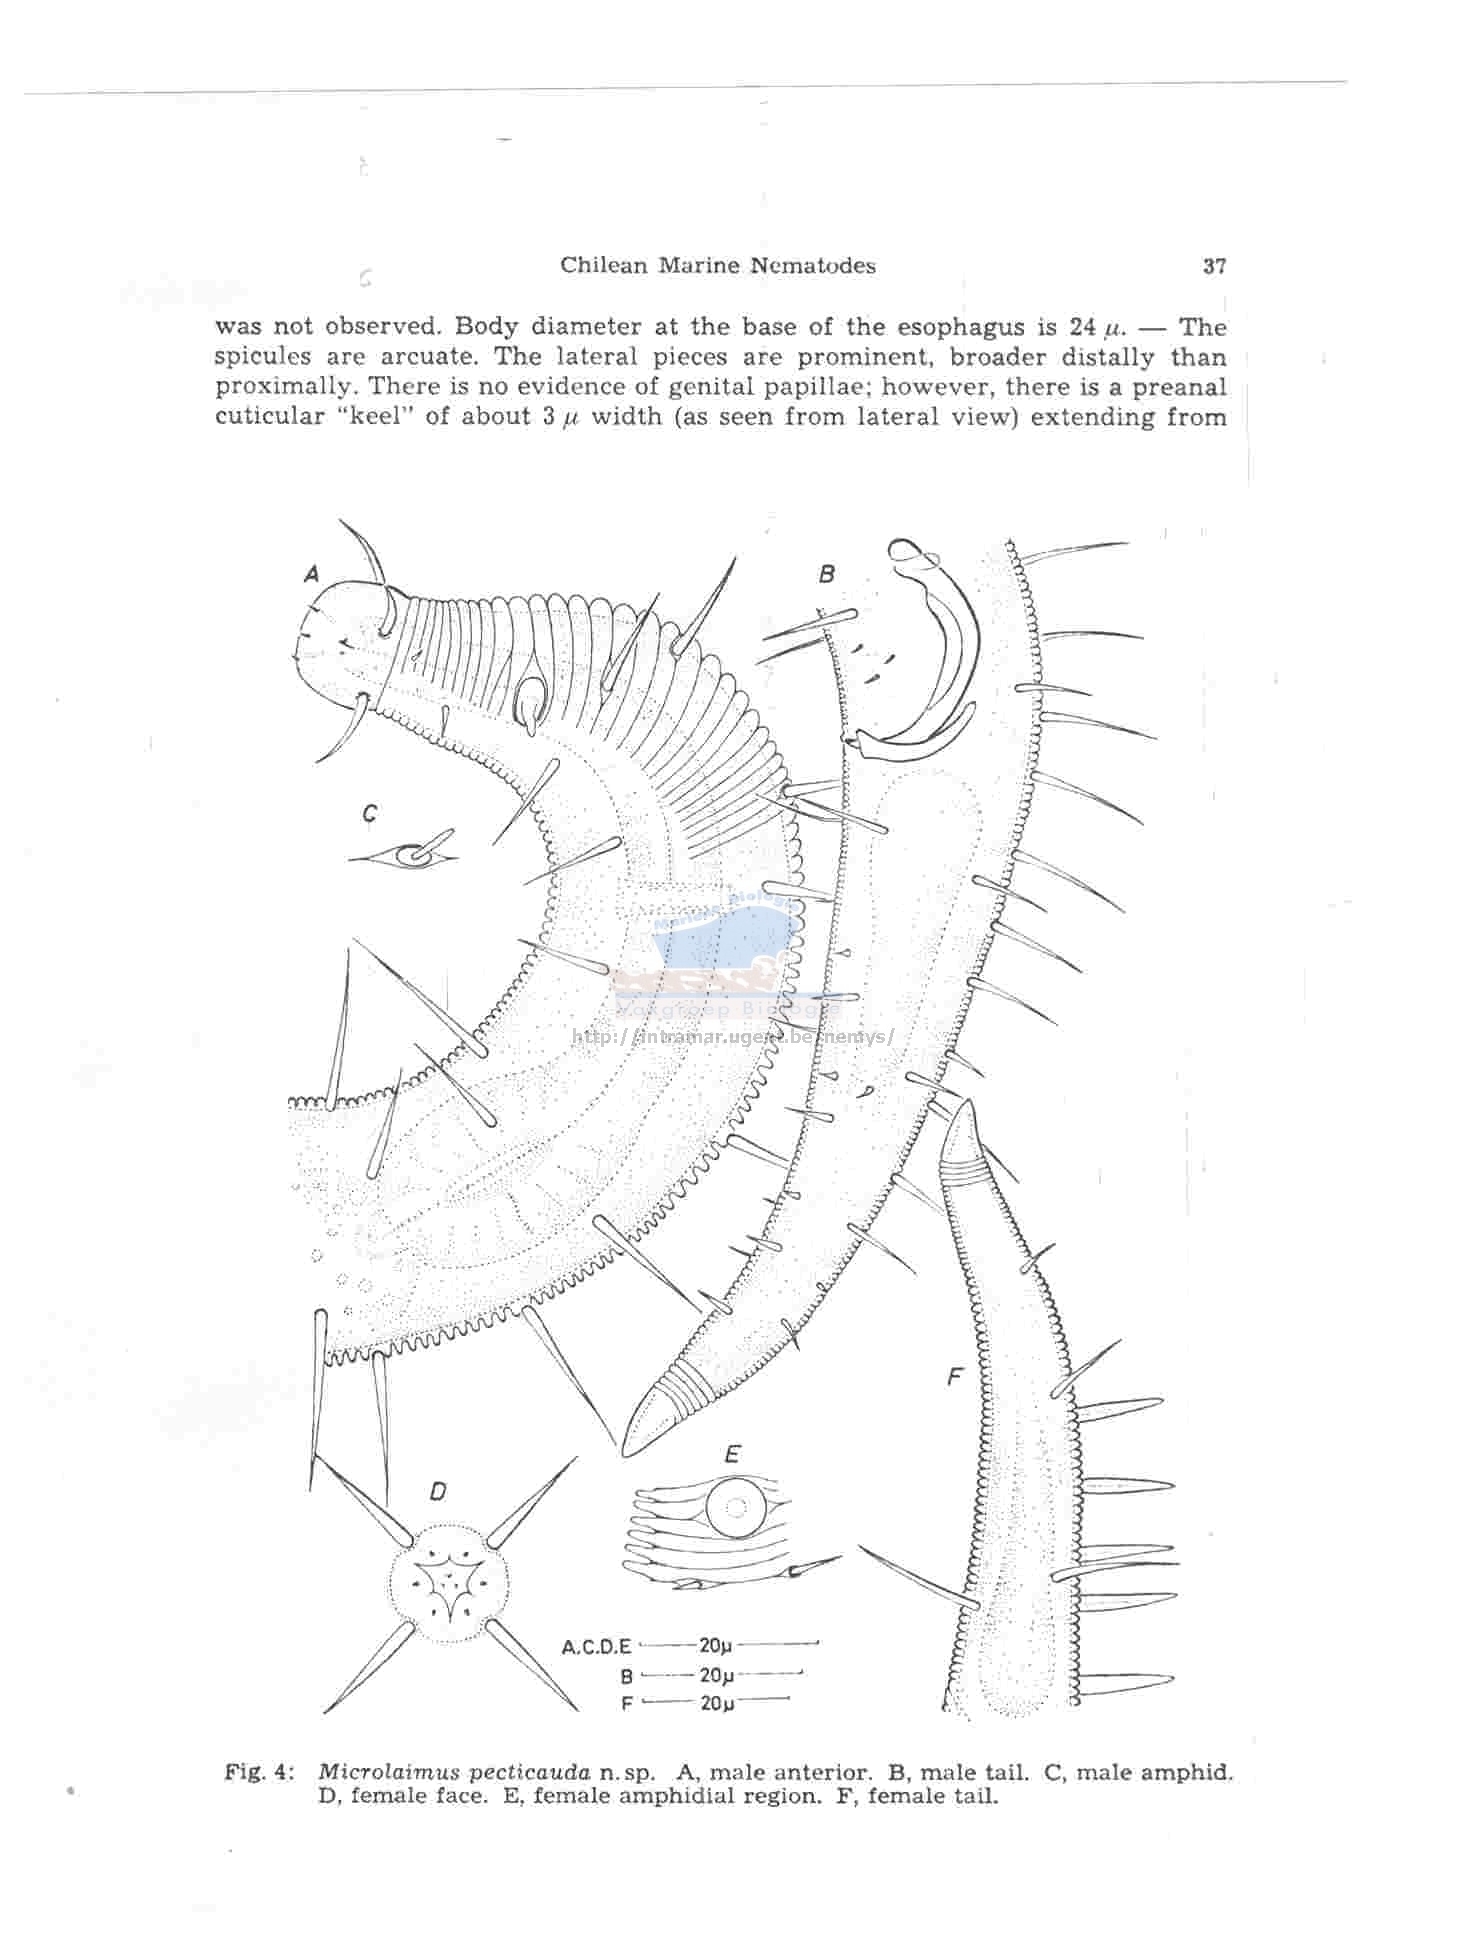 Chilean Marine Nematodes 37
was not observed. Body diameter at the base of the esophagus is 24 μ. — The
spicules are arcuate. The lateral pieces are prominent, broader distally than
proximally. There is no evidence of genital papillae; however, there is a preanal
cuticular “keel” of about 3 μ width (as seen from lateral view) extending from
A
B
C
Mariene Biologie
Vakgroep Biologie
http://intramar.ugent.be/nemys/
F
E
D
A.C.D.E 20μ
B 20μ
F 20μ
Fig. 4: Microlaimus pecticauda n. sp. A, male anterior. B, male tail. C, male amphid.
D, female face. E, female amphidial region. F, female tail.